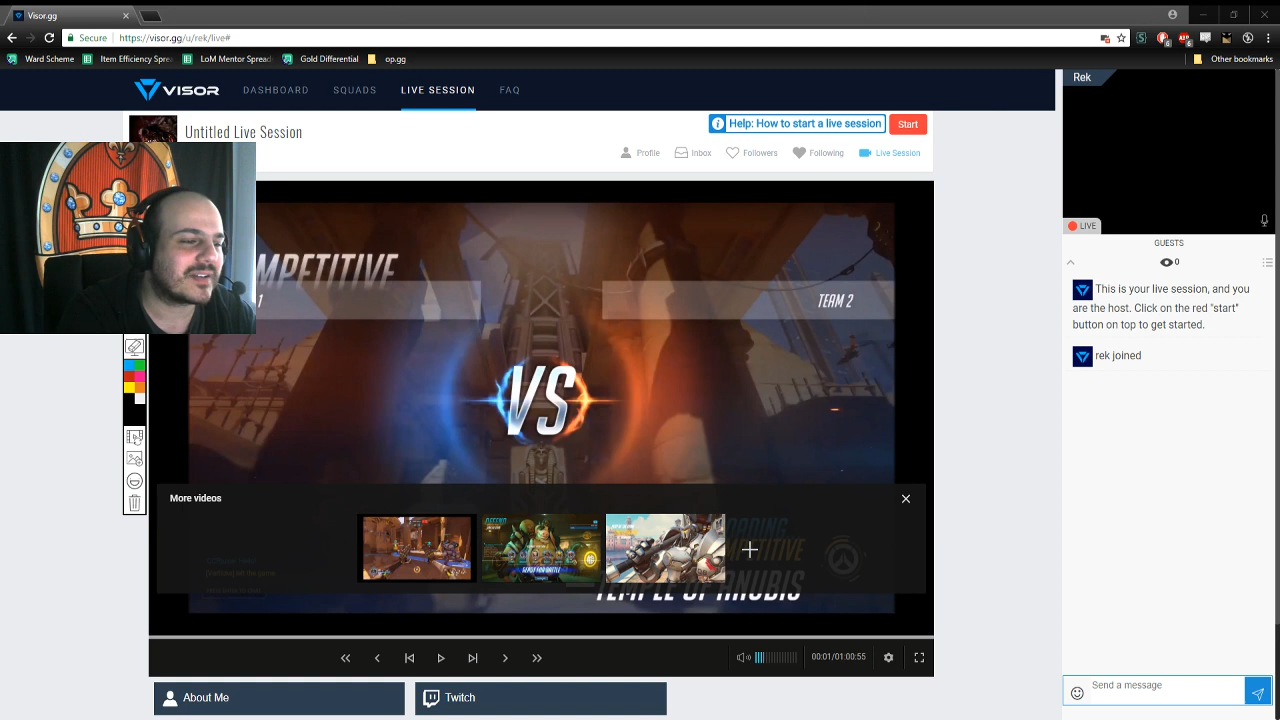 Visor.gg
Secure
https://visor.gg/u/rek/live#
Ward Scheme
Item Efficiency Spre
LoM Mentor Spread
Gold Differential
op.gg
Other bookmarks
VISOR
DASHBOARD
SQUADS
LIVE SESSION
FAQ
Rek
Untitled Live Session
Help: How to start a live session
Start
Profile
Inbox
Followers
Following
Live Session
MPETITIVE
1
TEAM 2
VS
LIVE
GUESTS
0
This is your live session, and you
are the host. Click on the red "start"
button on top to get started.
rek joined
More videos
COMPETITIVE
TEMPLE OF ANUBIS
00:01/01:00:55
About Me
Twitch
Send a message